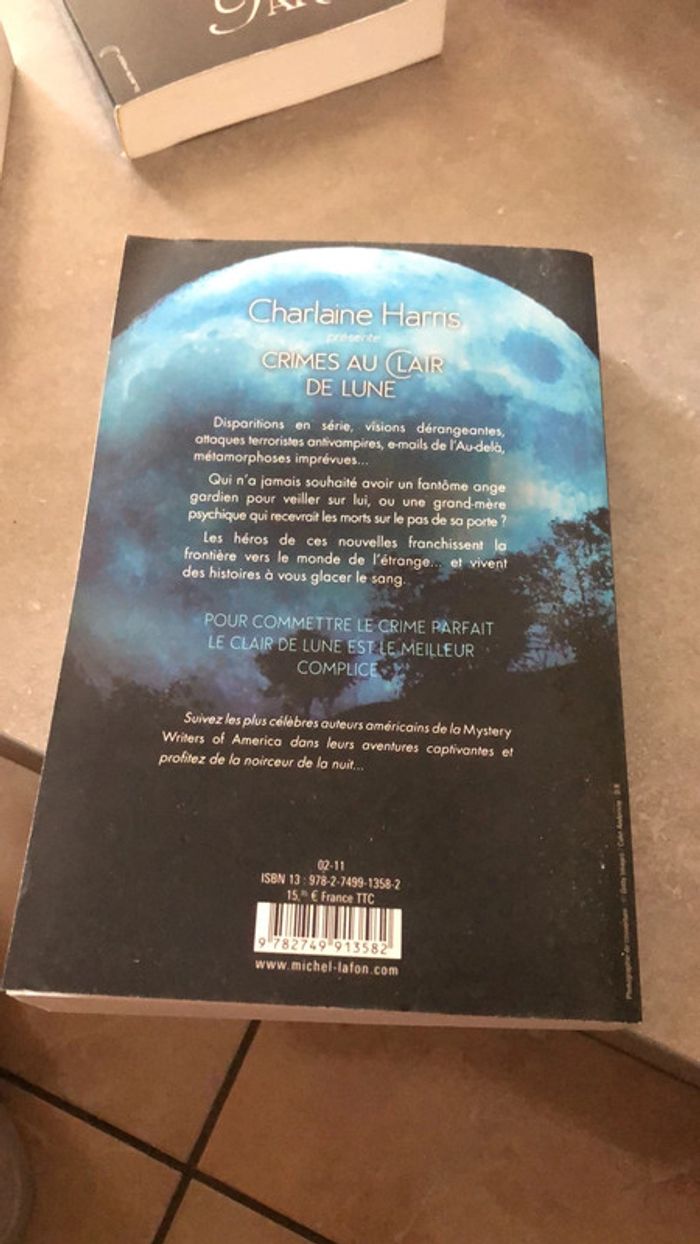 Charlaine Harris
présente
CRIMES AU CLAIR
DE LUNE
Disparitions en série, visions dérangeantes,
attaques terroristes antivampires, e-mails de l'Au-delà,
métamorphoses imprévues...
Qui n'a jamais souhaité avoir un fantôme ange
gardien pour veiller sur lui, ou une grand-mère
psychique qui recevrait les morts sur le pas de sa porte ?
Les héros de ces nouvelles franchissent la
frontière vers le monde de l'étrange... et vivent
des histoires à vous glacer le sang.
POUR COMMETTRE LE CRIME PARFAIT
LE CLAIR DE LUNE EST LE MEILLEUR
COMPLICE
Suivez les plus célèbres auteurs américains de la Mystery
Writers of America dans leurs aventures captivantes et
profitez de la noirceur de la nuit...
02-11
ISBN 13 : 978-2-7499-1358-2
15,95 € France TTC
9 782749 913582
www.michel-lafon.com